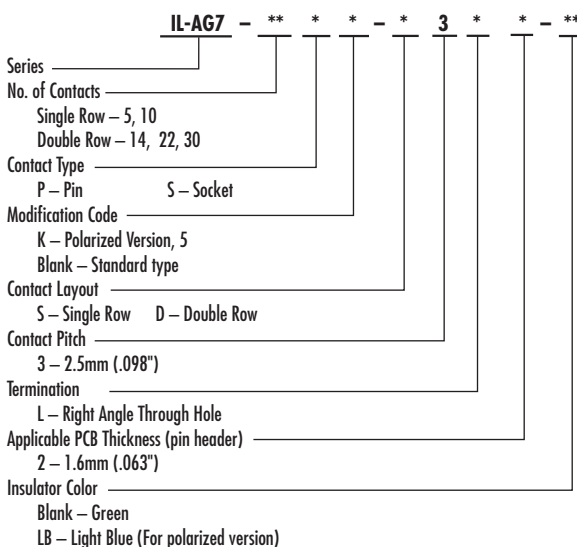 IL-AG7 – ** * * – * 3 * * – **
Series
No. of Contacts
Single Row – 5, 10
Double Row – 14, 22, 30
Contact Type
P – Pin S – Socket
Modification Code
K – Polarized Version, 5
Blank – Standard type
Contact Layout
S – Single Row D – Double Row
Contact Pitch
3 – 2.5mm (.098")
Termination
L – Right Angle Through Hole
Applicable PCB Thickness (pin header)
2 – 1.6mm (.063")
Insulator Color
Blank – Green
LB – Light Blue (For polarized version)